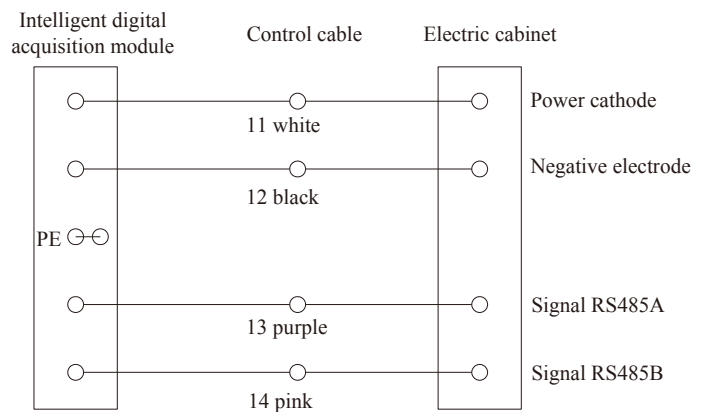 Intelligent digital
acquisition module
Control cable
Electric cabinet
Power cathode
11 white
Negative electrode
12 black
PE
Signal RS485A
13 purple
Signal RS485B
14 pink